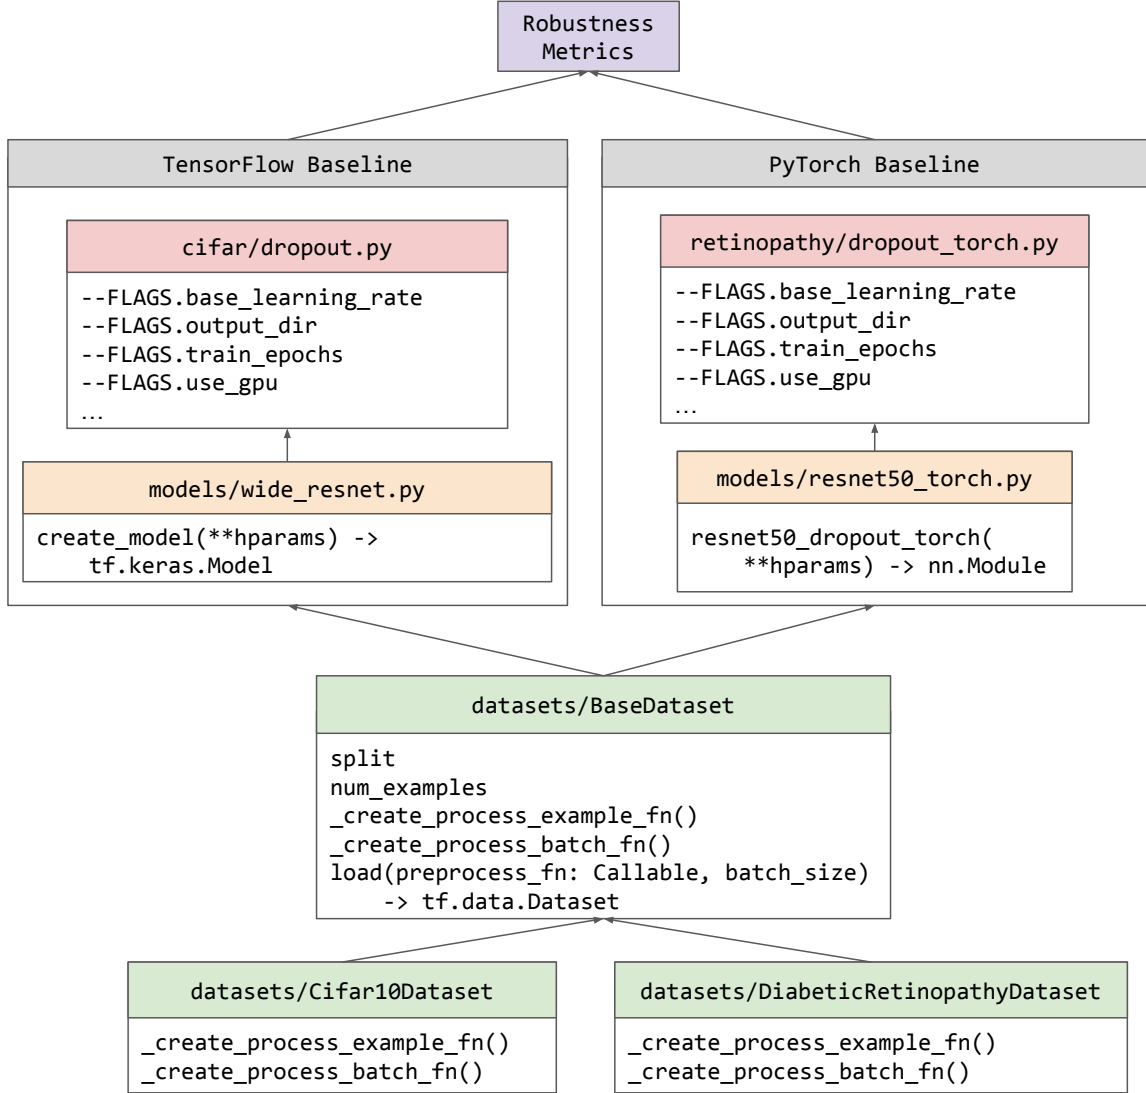 Robustness
Metrics
TensorFlow Baseline
cifar/dropout.py
--FLAGS.base_learning_rate
--FLAGS.output_dir
--FLAGS.train_epochs
--FLAGS.use_gpu
...
models/wide_resnet.py
create_model(**hparams) ->
    tf.keras.Model
PyTorch Baseline
retinopathy/dropout_torch.py
--FLAGS.base_learning_rate
--FLAGS.output_dir
--FLAGS.train_epochs
--FLAGS.use_gpu
...
models/resnet50_torch.py
resnet50_dropout_torch(
    **hparams) -> nn.Module
datasets/BaseDataset
split
num_examples
_create_process_example_fn()
_create_process_batch_fn()
load(preprocess_fn: Callable, batch_size)
    -> tf.data.Dataset
datasets/Cifar10Dataset
_create_process_example_fn()
_create_process_batch_fn()
datasets/DiabeticRetinopathyDataset
_create_process_example_fn()
_create_process_batch_fn()